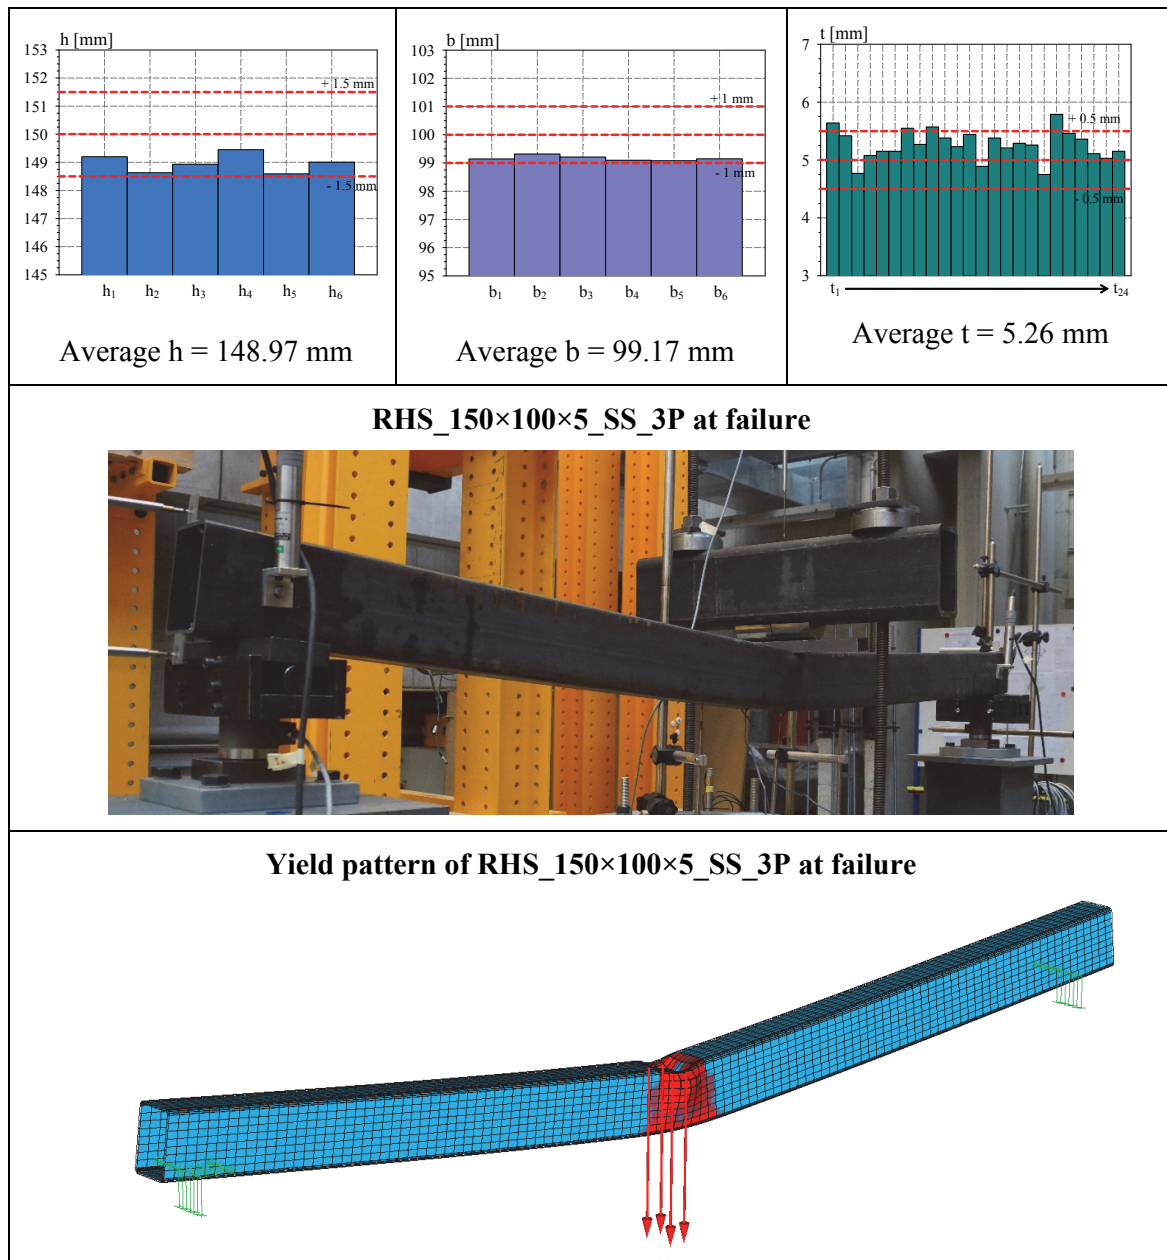 h [mm]
153
152
151
150
149
148
147
146
145
+ 1.5 mm
- 1.5 mm
h1 h2 h3 h4 h5 h6
Average h = 148.97 mm
b [mm]
103
102
101
100
99
98
97
96
95
+ 1 mm
- 1 mm
b1 b2 b3 b4 b5 b6
Average b = 99.17 mm
t [mm]
7
6
5
4
3
+ 0.5 mm
- 0.5 mm
t1 t24
Average t = 5.26 mm
RHS_150×100×5_SS_3P at failure
Yield pattern of RHS_150×100×5_SS_3P at failure